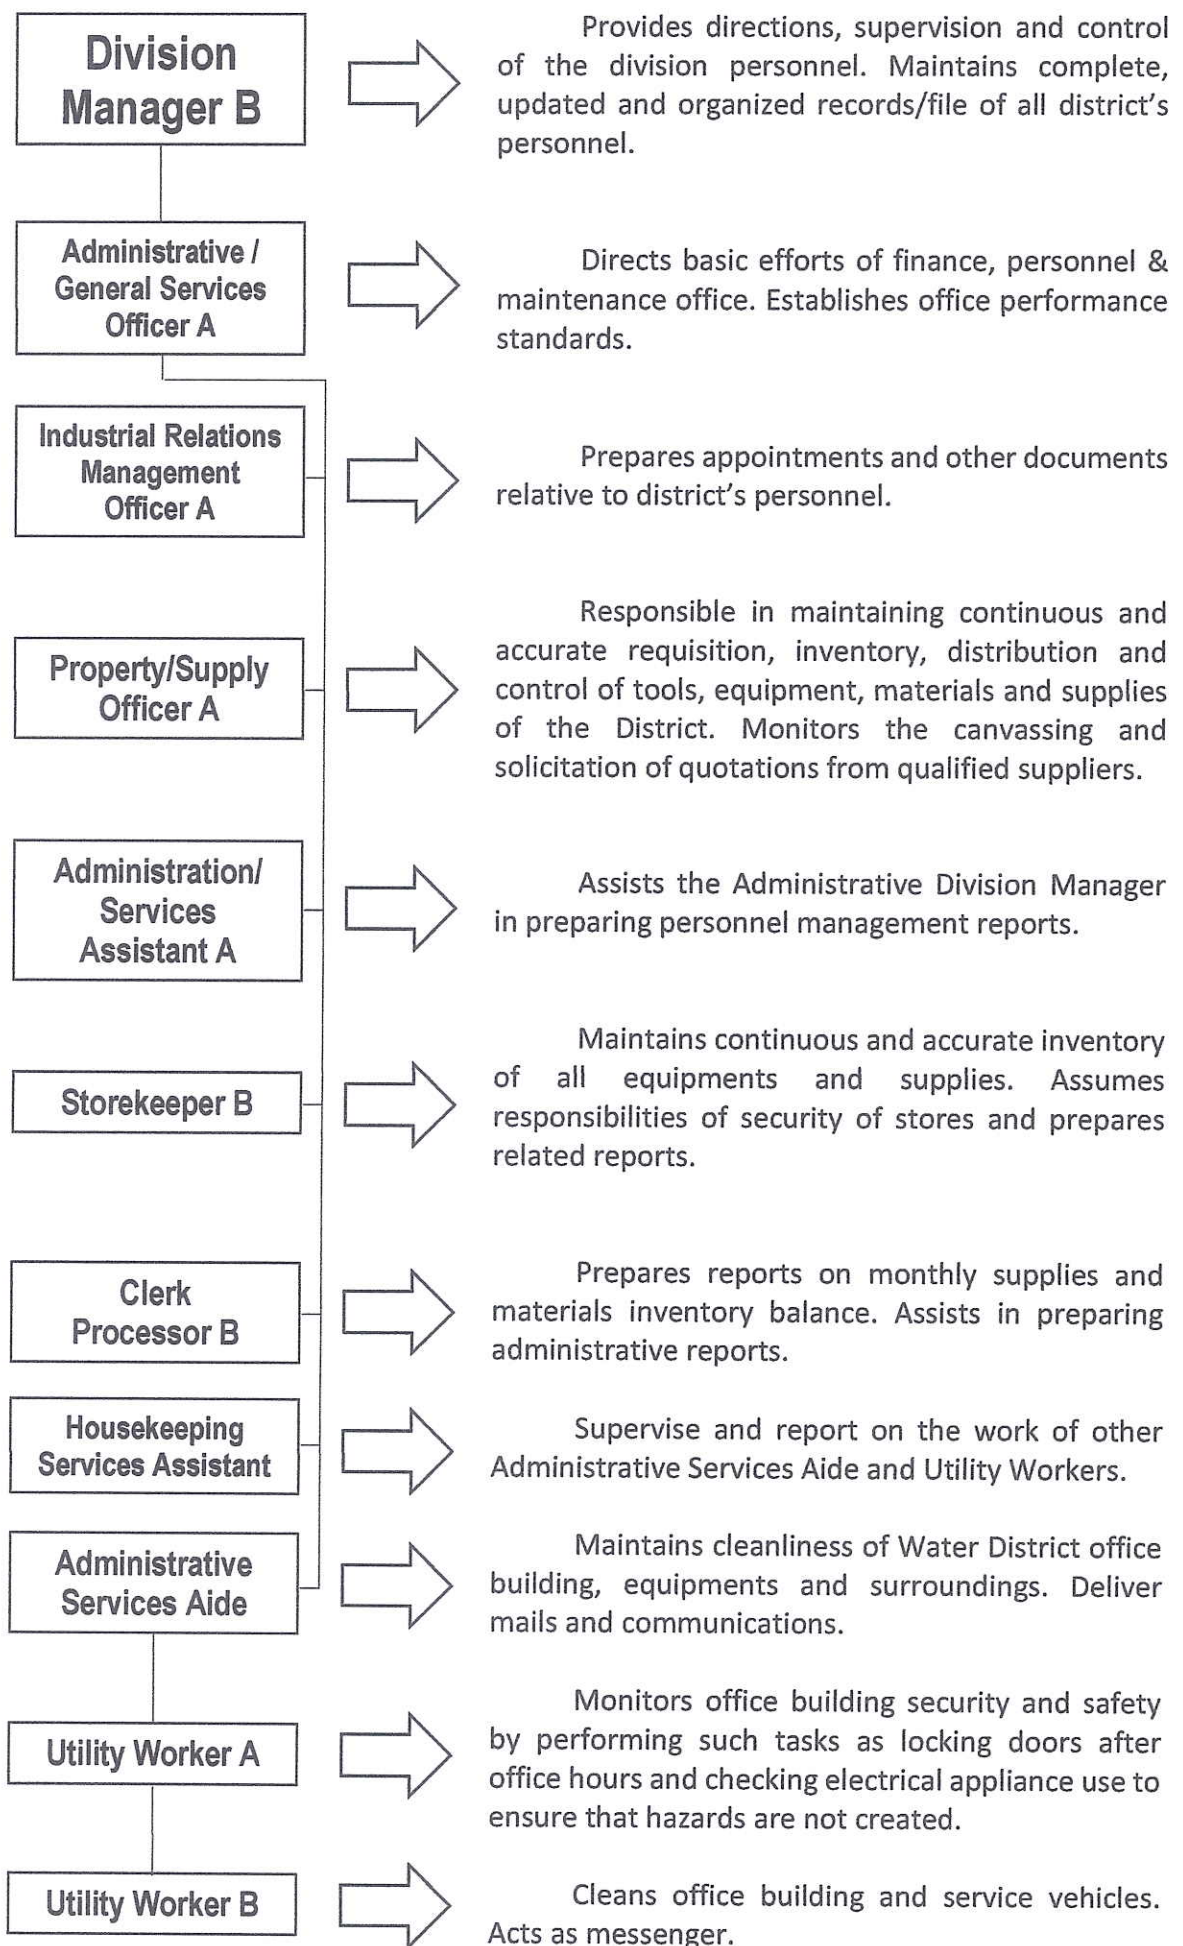 Division
Manager B
Provides directions, supervision and control
of the division personnel. Maintains complete,
updated and organized records/file of all district's
personnel.
Administrative /
General Services
Officer A
Directs basic efforts of finance, personnel &
maintenance office. Establishes office performance
standards.
Industrial Relations
Management
Officer A
Prepares appointments and other documents
relative to district's personnel.
Property/Supply
Officer A
Responsible in maintaining continuous and
accurate requisition, inventory, distribution and
control of tools, equipment, materials and supplies
of the District. Monitors the canvassing and
solicitation of quotations from qualified suppliers.
Administration/
Services
Assistant A
Assists the Administrative Division Manager
in preparing personnel management reports.
Storekeeper B
Maintains continuous and accurate inventory
of all equipments and supplies. Assumes
responsibilities of security of stores and prepares
related reports.
Clerk
Processor B
Prepares reports on monthly supplies and
materials inventory balance. Assists in preparing
administrative reports.
Housekeeping
Services Assistant
Supervise and report on the work of other
Administrative Services Aide and Utility Workers.
Administrative
Services Aide
Maintains cleanliness of Water District office
building, equipments and surroundings. Deliver
mails and communications.
Utility Worker A
Monitors office building security and safety
by performing such tasks as locking doors after
office hours and checking electrical appliance use to
ensure that hazards are not created.
Utility Worker B
Cleans office building and service vehicles.
Acts as messenger.